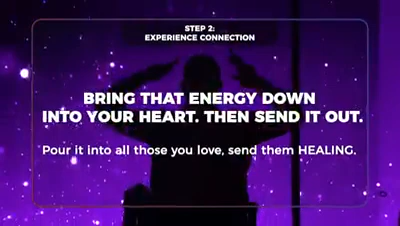 STEP 2:
EXPERIENCE CONNECTION
BRING THAT ENERGY DOWN
INTO YOUR HEART. THEN SEND IT OUT.
Pour it into all those you love, send them HEALING.